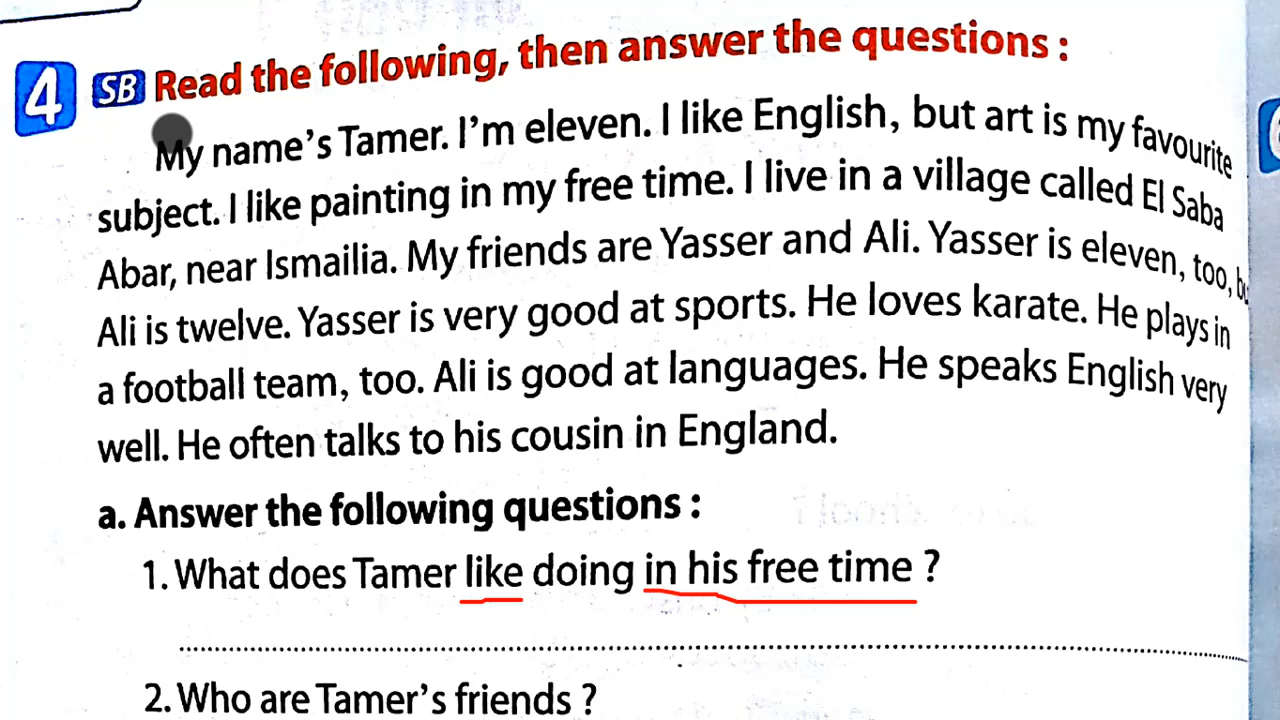 4 SB Read the following, then answer the questions :
My name's Tamer. I'm eleven. I like English, but art is my favourite
subject. I like painting in my free time. I live in a village called El Saba
Abar, near Ismailia. My friends are Yasser and Ali. Yasser is eleven, too,
Ali is twelve. Yasser is very good at sports. He loves karate. He plays in
a football team, too. Ali is good at languages. He speaks English very
well. He often talks to his cousin in England.
a. Answer the following questions :
1. What does Tamer like doing in his free time ?
2. Who are Tamer's friends ?